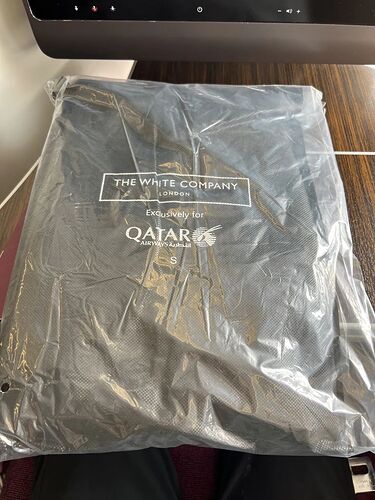 THE WHITE COMPANY
LONDON
Exclusively for
QATAR
AIRWAYS القطرية
S